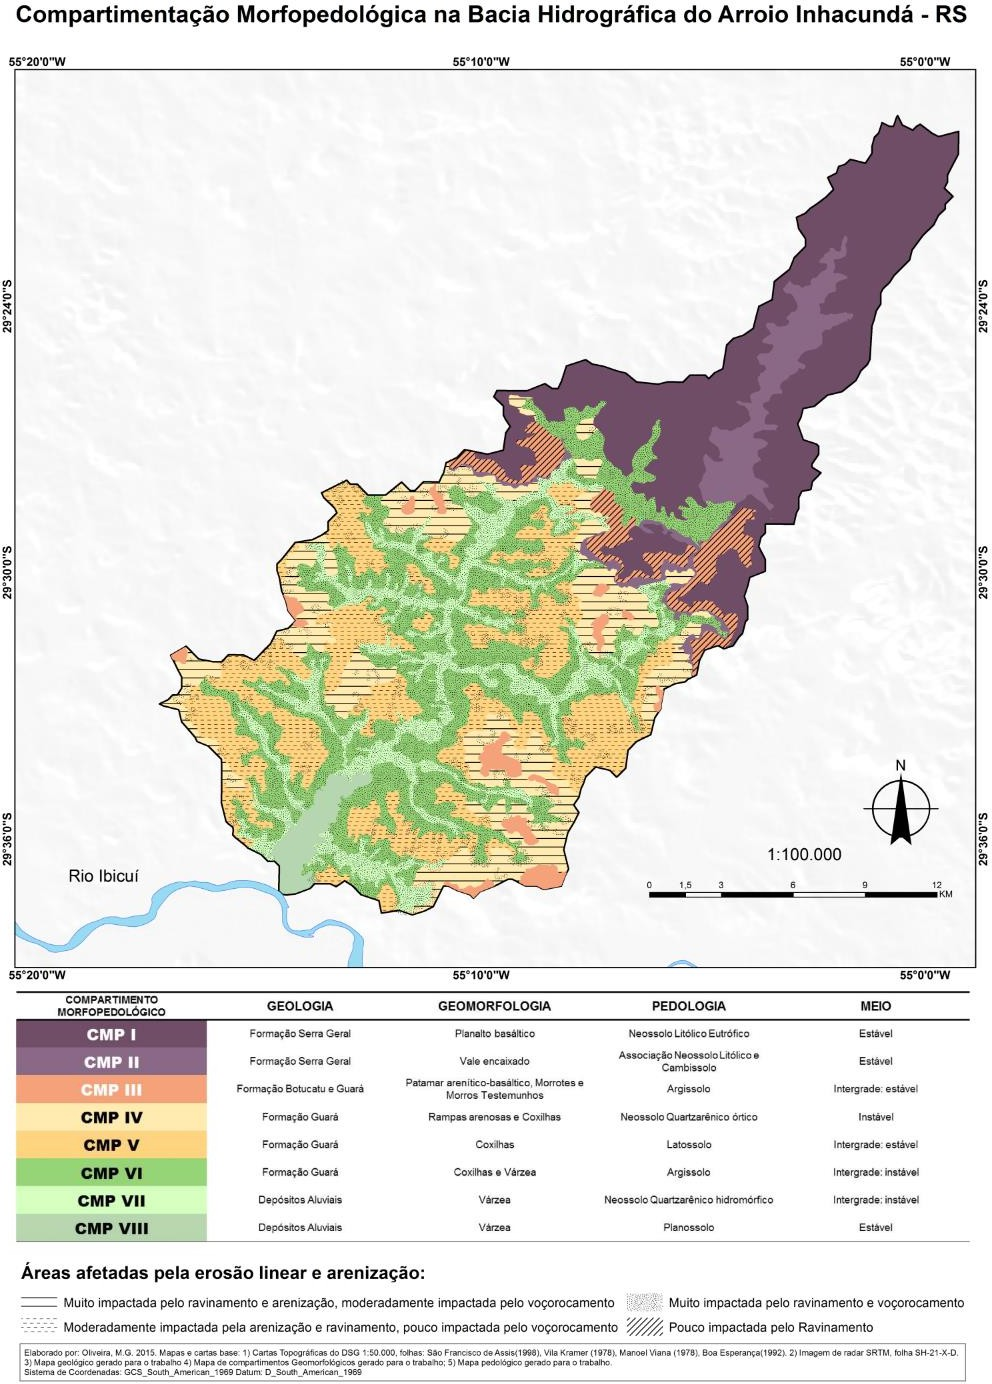 Compartimentação Morfopedológica na Bacia Hidrográfica do Arroio Inhacundá - RS
55°20'0"W 55°10'0"W 55°0'0"W
29°24'0"S 29°24'0"S
29°30'0"S 29°30'0"S
29°36'0"S 29°36'0"S
N
1:100.000
0 1,5 3 6 9 12 KM
Rio Ibicuí
55°20'0"W 55°10'0"W 55°0'0"W
COMPARTIMENTO MORFOPEDOLÓGICO GEOLOGIA GEOMORFOLOGIA PEDOLOGIA MEIO
CMP I Formação Serra Geral Planalto basáltico Neossolo Litólico Eutrófico Estável
CMP II Formação Serra Geral Vale encaixado Associação Neossolo Litólico e Cambissolo Estável
CMP III Formação Botucatu e Guará Patamar arenítico-basáltico, Morrotes e Morros Testemunhos Argissolo Intergrade: estável
CMP IV Formação Guará Rampas arenosas e Coxilhas Neossolo Quartzarênico órtico Instável
CMP V Formação Guará Coxilhas Latossolo Intergrade: estável
CMP VI Formação Guará Coxilhas e Várzea Argissolo Intergrade: instável
CMP VII Depósitos Aluviais Várzea Neossolo Quartzarênico hidromórfico Intergrade: instável
CMP VIII Depósitos Aluviais Várzea Planossolo Estável
Áreas afetadas pela erosão linear e arenização:
Muito impactada pelo ravinamento e arenização, moderadamente impactada pelo voçorocamento Muito impactada pelo ravinamento e voçorocamento
Moderadamente impactada pela arenização e ravinamento, pouco impactada pelo voçorocamento Pouco impactada pelo Ravinamento
Elaborado por: Oliveira, M.G. 2015. Mapas e cartas base: 1) Cartas Topográficas do DSG 1:50.000, folhas: São Francisco de Assis(1998), Vila Kramer (1978), Manoel Viana (1978), Boa Esperança(1992). 2) Imagem de radar SRTM, folha SH-21-X-D.
3) Mapa geológico gerado para o trabalho 4) Mapa de compartimentos Geomorfológicos gerado para o trabalho; 5) Mapa pedológico gerado para o trabalho.
Sistema de Coordenadas: GCS_South_American_1969 Datum: D_South_American_1969